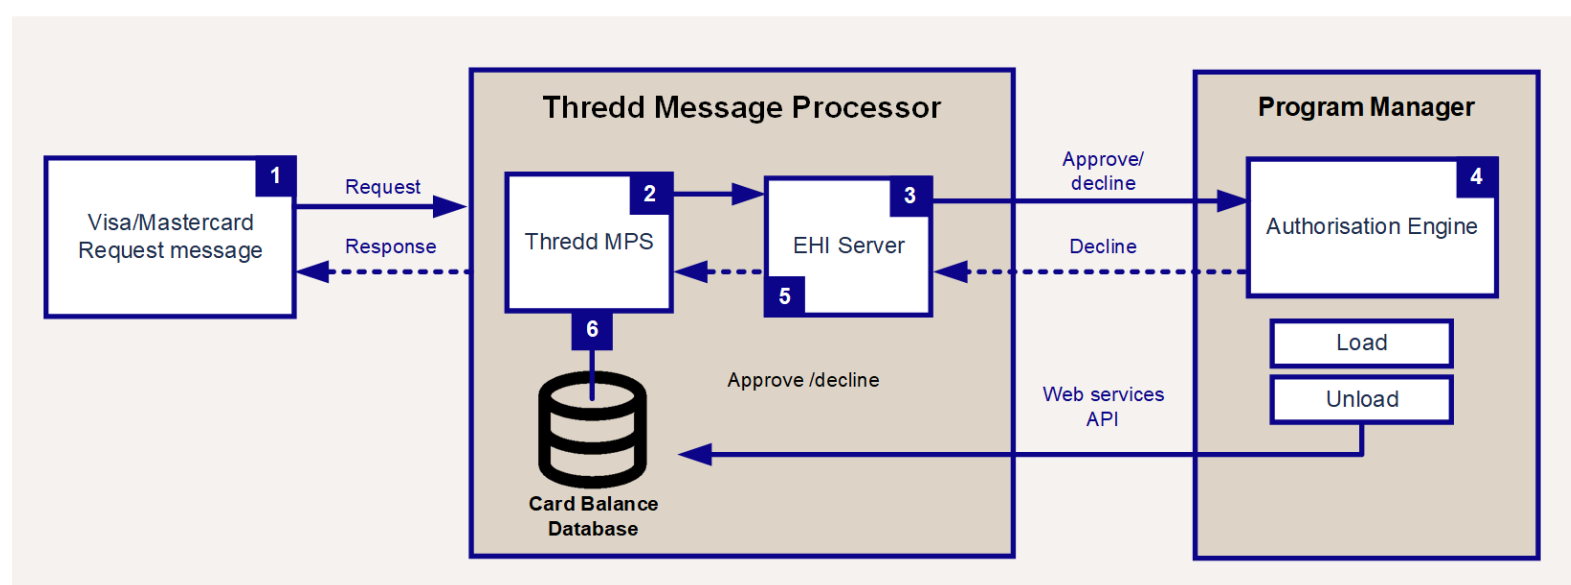 Thredd Message Processor
Program Manager
1
Visa/Mastercard
Request message
Request
Response
2
Thredd MPS
3
EHI Server
5
Approve/
decline
Decline
4
Authorisation Engine
6
Approve /decline
Card Balance
Database
Web services
API
Load
Unload